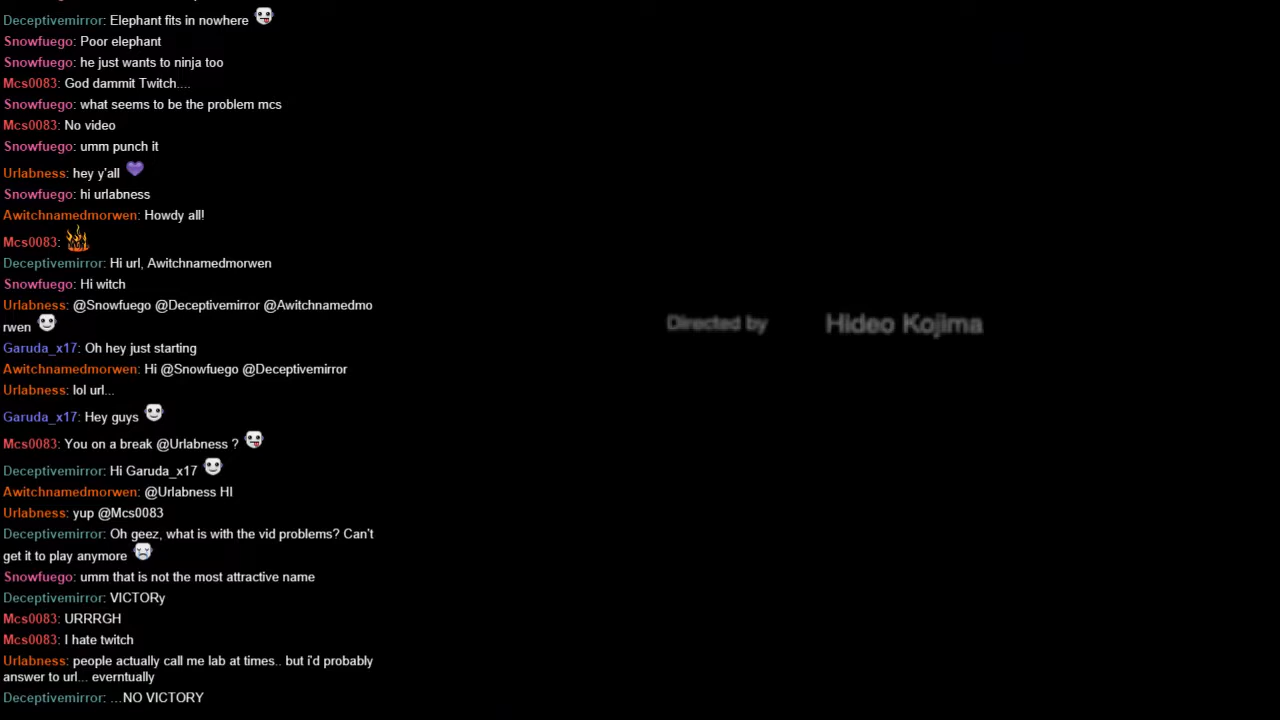 Deceptivemirror: Elephant fits in nowhere
Snowfuego: Poor elephant
Snowfuego: he just wants to ninja too
Mcs0083: God dammit Twitch....
Snowfuego: what seems to be the problem mcs
Mcs0083: No video
Snowfuego: umm punch it
Urlabness: hey y'all
Snowfuego: hi urlabness
Awitchnamedmorwen: Howdy all!
Mcs0083:
Deceptivemirror: Hi url, Awitchnamedmorwen
Snowfuego: Hi witch
Urlabness: @Snowfuego @Deceptivemirror @Awitchnamedmo
rwen
Garuda_x17: Oh hey just starting
Awitchnamedmorwen: Hi @Snowfuego @Deceptivemirror
Urlabness: lol url...
Garuda_x17: Hey guys
Mcs0083: You on a break @Urlabness ?
Deceptivemirror: Hi Garuda_x17
Awitchnamedmorwen: @Urlabness HI
Urlabness: yup @Mcs0083
Deceptivemirror: Oh geez, what is with the vid problems? Can't
get it to play anymore
Snowfuego: umm that is not the most attractive name
Deceptivemirror: VICTORy
Mcs0083: URRRGH
Mcs0083: I hate twitch
Urlabness: people actually call me lab at times.. but i'd probably
answer to url... everntually
Deceptivemirror: ...NO VICTORY
Directed by Hideo Kojima